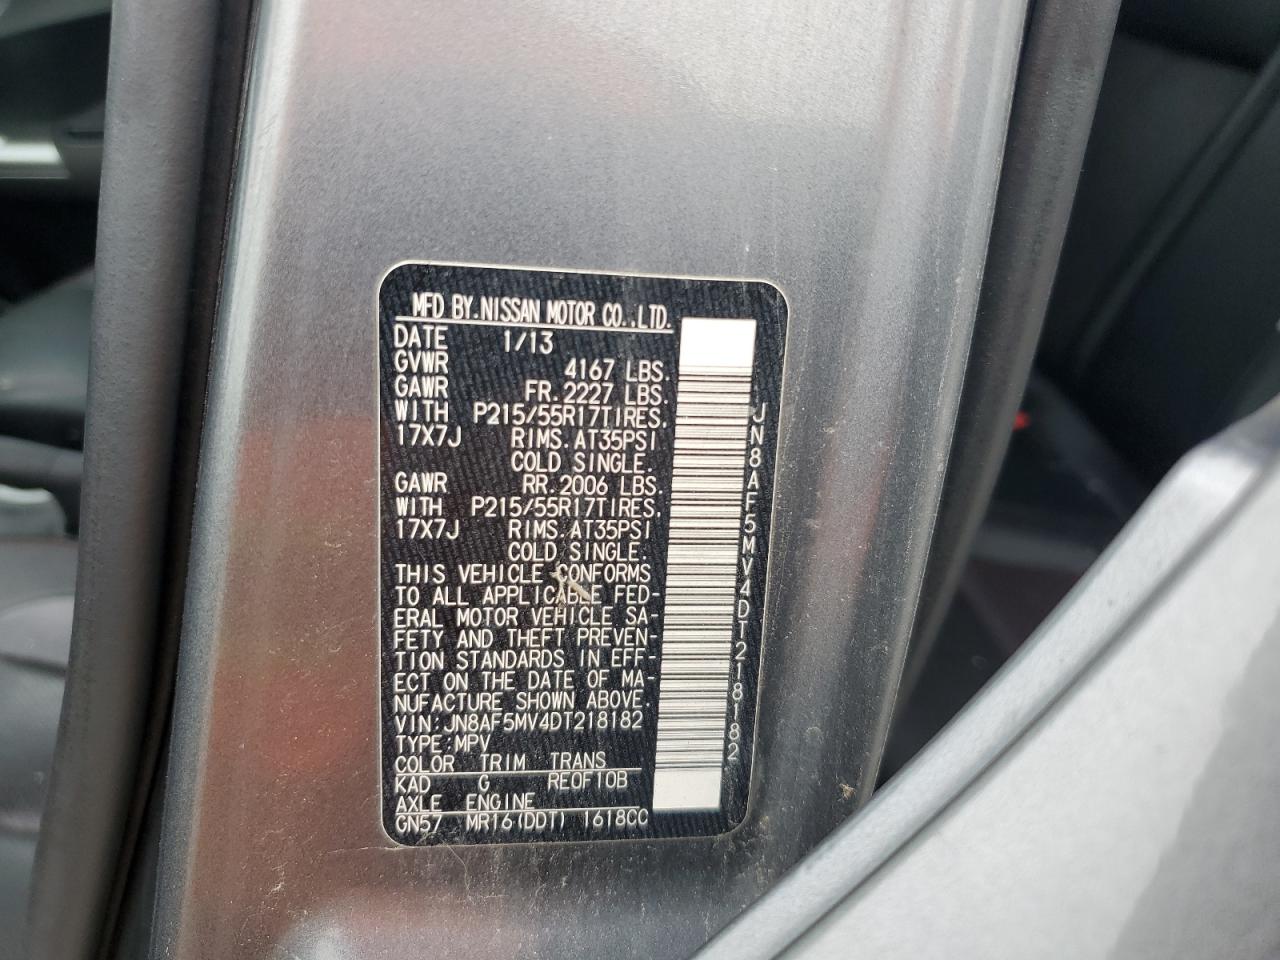 MFD BY.NISSAN MOTOR CO.,LTD.
DATE 1/13
GVWR 4167 LBS.
GAWR FR.2227 LBS.
WITH P215/55R17TIRES.
17X7J RIMS.AT35PSI
COLD SINGLE.
GAWR RR.2006 LBS.
WITH P215/55R17TIRES.
17X7J RIMS.AT35PSI
COLD SINGLE.
THIS VEHICLE CONFORMS
TO ALL APPLICABLE FED-
ERAL MOTOR VEHICLE SA-
FETY AND THEFT PREVEN-
TION STANDARDS IN EFF-
ECT ON THE DATE OF MA-
NUFACTURE SHOWN ABOVE.
VIN:JN8AF5MV4DT218182
TYPE:MPV
COLOR TRIM TRANS
KAD G RE0F10B
AXLE ENGINE
GN57 MR16(DDT) 1618CC
JN8AF5MV4DT218182